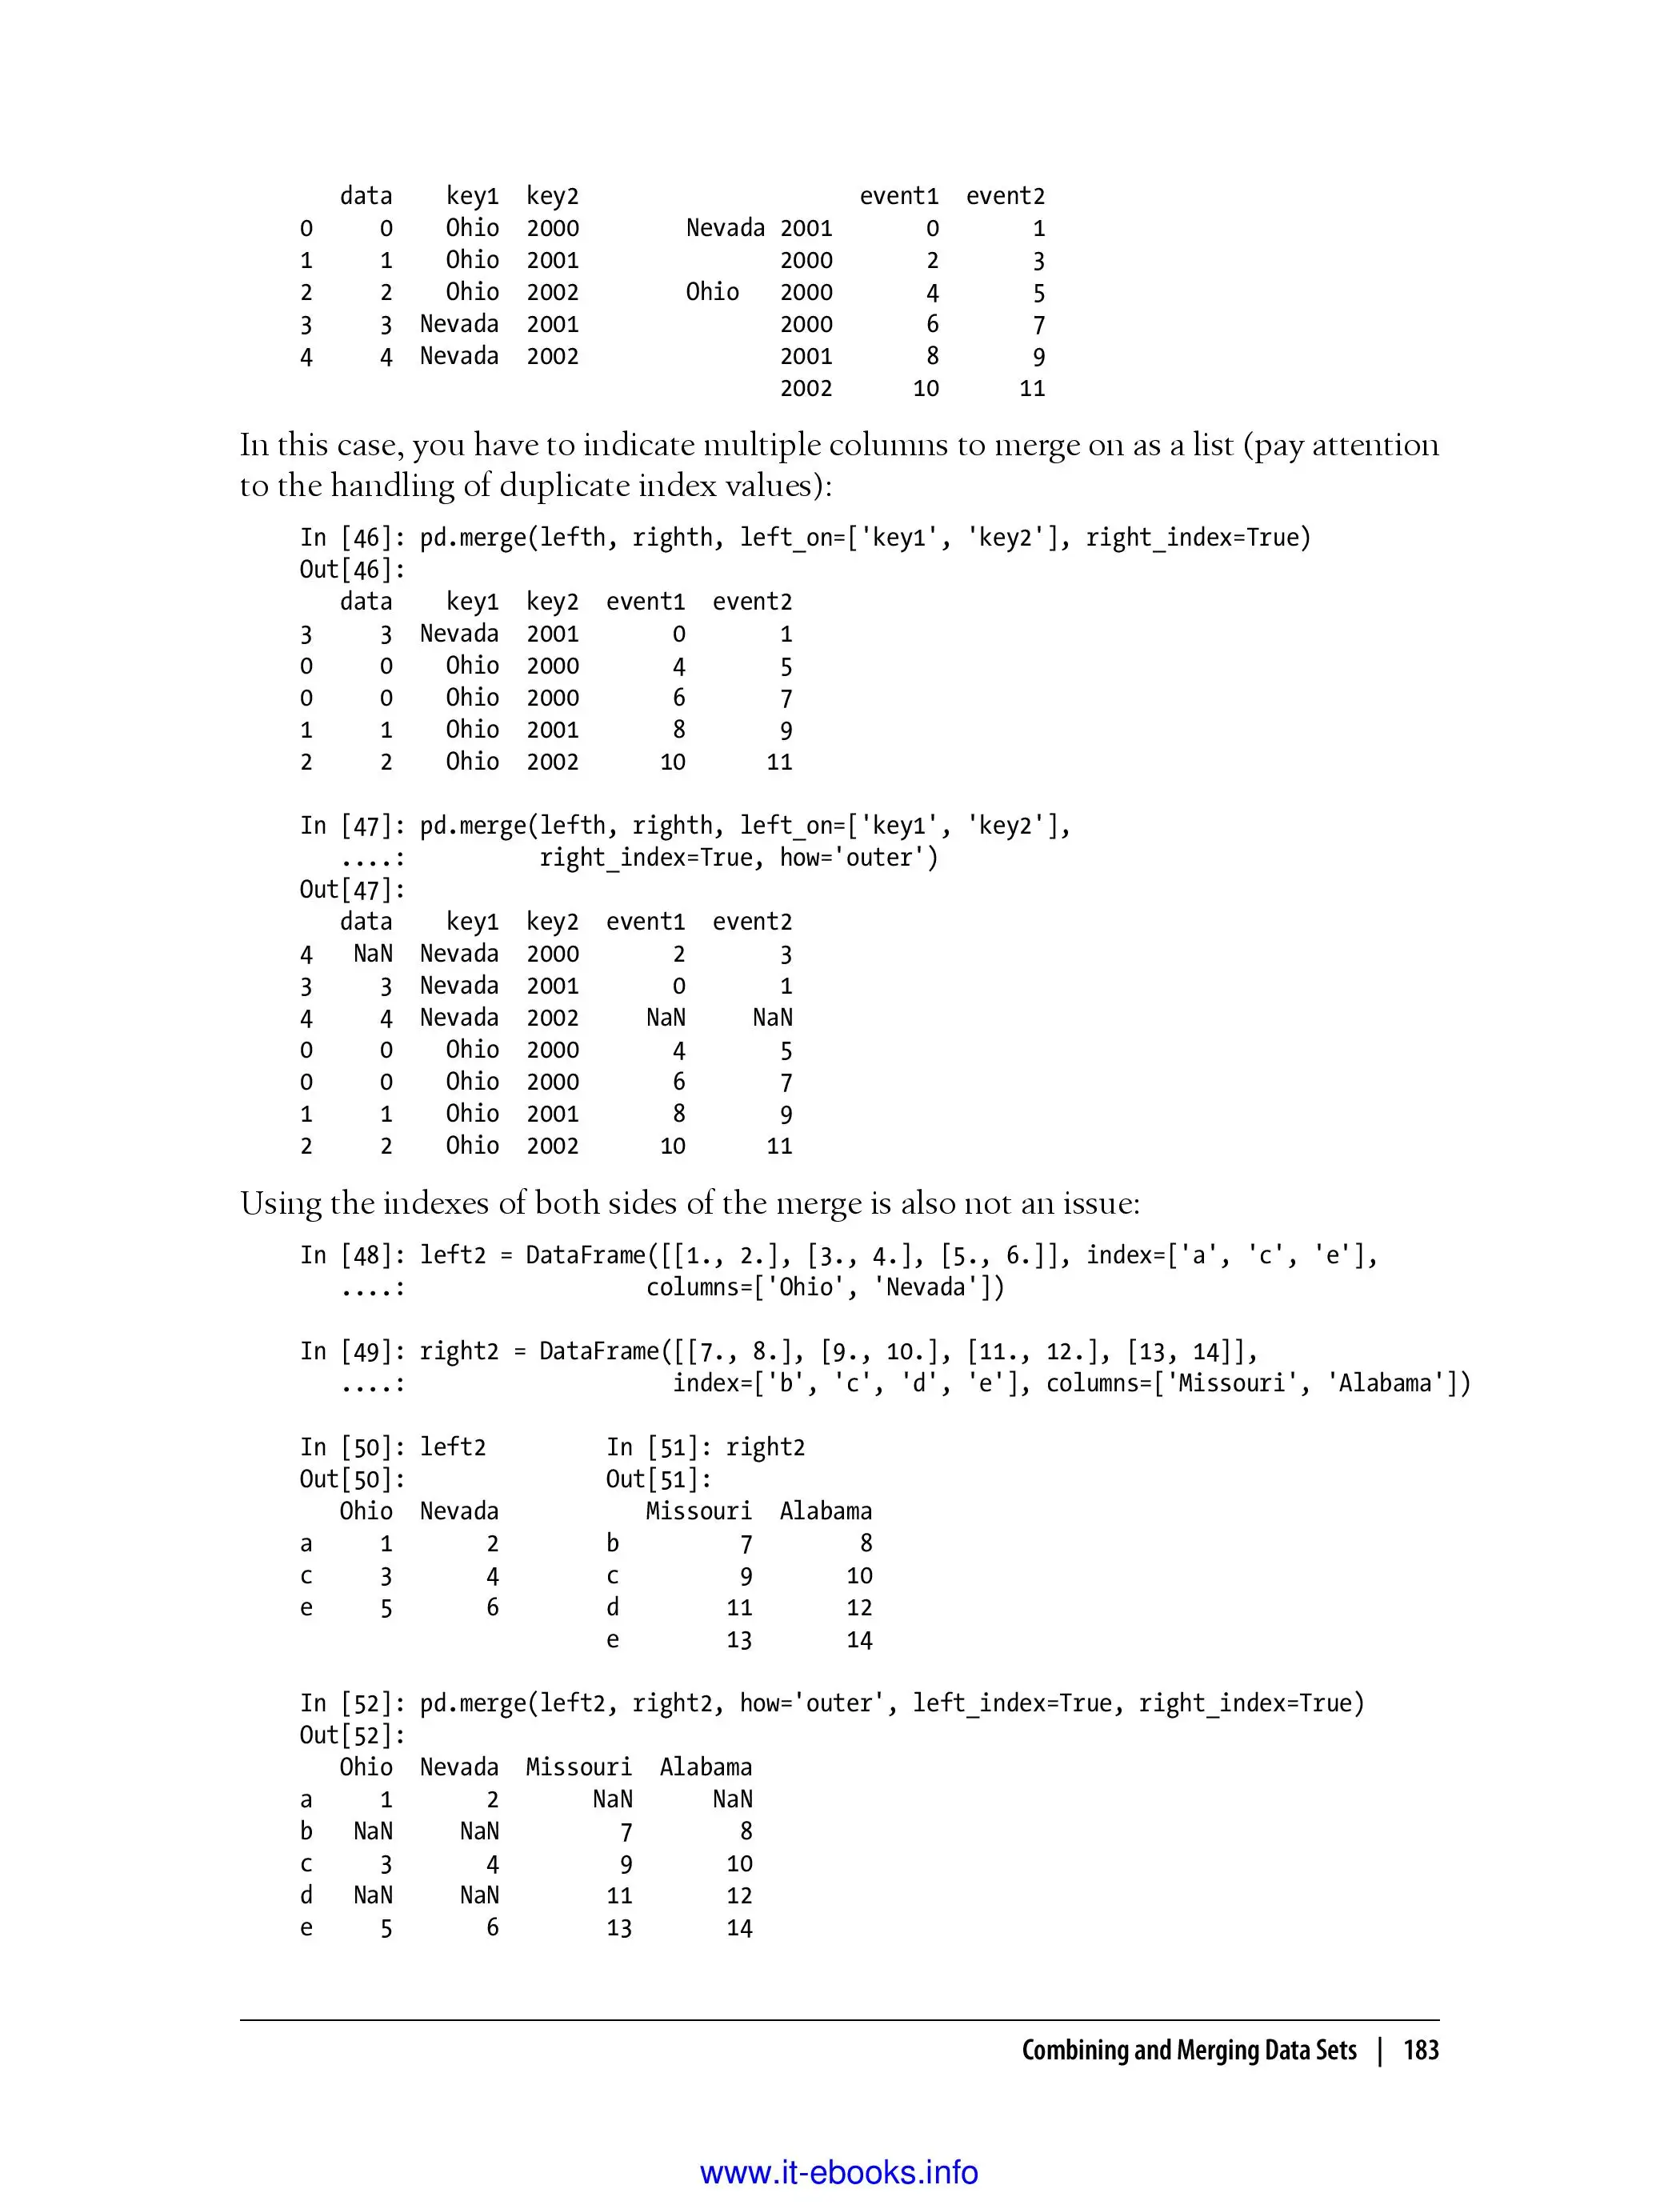 data    key1  key2                     event1  event2
0     0    Ohio  2000        Nevada 2001       0       1
1     1    Ohio  2001               2000       2       3
2     2    Ohio  2002        Ohio   2000       4       5
3     3  Nevada  2001               2000       6       7
4     4  Nevada  2002               2001       8       9
                                    2002      10      11
In this case, you have to indicate multiple columns to merge on as a list (pay attention
to the handling of duplicate index values):
In [46]: pd.merge(lefth, righth, left_on=['key1', 'key2'], right_index=True)
Out[46]:
   data    key1  key2  event1  event2
3     3  Nevada  2001       0       1
0     0    Ohio  2000       4       5
0     0    Ohio  2000       6       7
1     1    Ohio  2001       8       9
2     2    Ohio  2002      10      11
In [47]: pd.merge(lefth, righth, left_on=['key1', 'key2'],
   ....:          right_index=True, how='outer')
Out[47]:
   data    key1  key2  event1  event2
4   NaN  Nevada  2000       2       3
3     3  Nevada  2001       0       1
4     4  Nevada  2002     NaN     NaN
0     0    Ohio  2000       4       5
0     0    Ohio  2000       6       7
1     1    Ohio  2001       8       9
2     2    Ohio  2002      10      11
Using the indexes of both sides of the merge is also not an issue:
In [48]: left2 = DataFrame([[1., 2.], [3., 4.], [5., 6.]], index=['a', 'c', 'e'],
   ....:                  columns=['Ohio', 'Nevada'])
In [49]: right2 = DataFrame([[7., 8.], [9., 10.], [11., 12.], [13, 14]],
   ....:                    index=['b', 'c', 'd', 'e'], columns=['Missouri', 'Alabama'])
In [50]: left2         In [51]: right2
Out[50]:               Out[51]:
   Ohio  Nevada           Missouri  Alabama
a     1       2        b         7        8
c     3       4        c         9       10
e     5       6        d        11       12
                       e        13       14
In [52]: pd.merge(left2, right2, how='outer', left_index=True, right_index=True)
Out[52]:
   Ohio  Nevada  Missouri  Alabama
a     1       2       NaN      NaN
b   NaN     NaN         7        8
c     3       4         9       10
d   NaN     NaN        11       12
e     5       6        13       14
Combining and Merging Data Sets | 183
www.it-ebooks.info